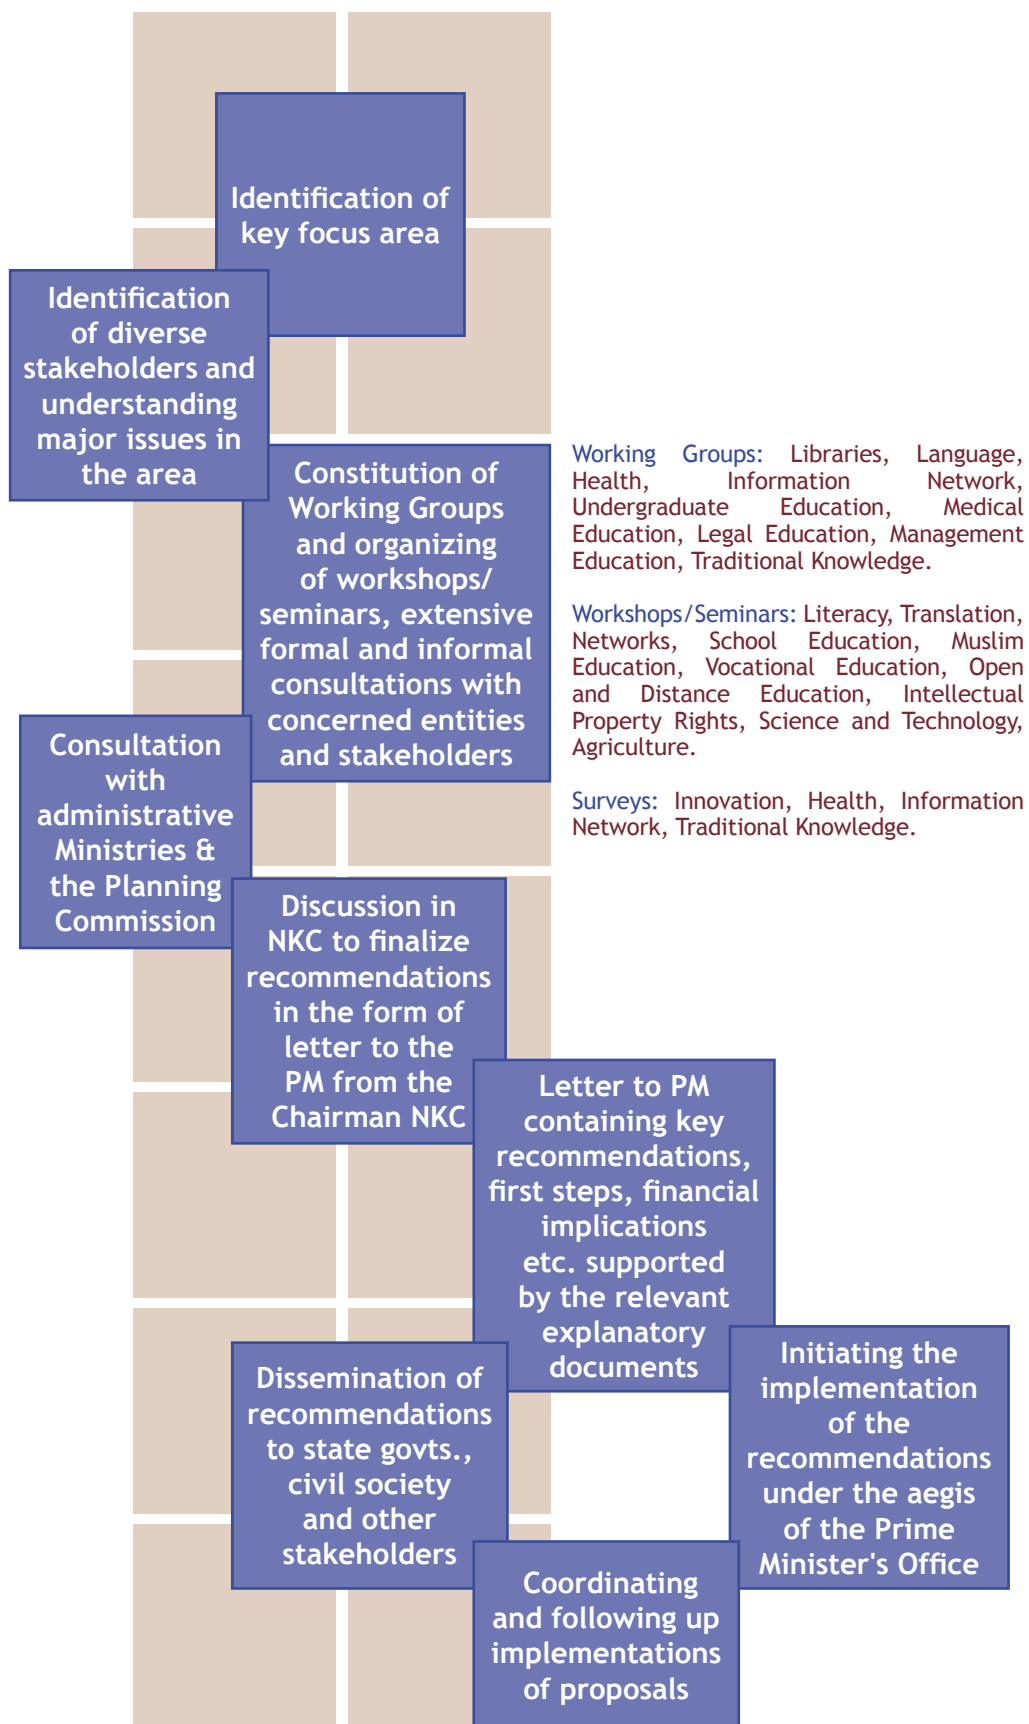 Identification of
key focus area
Identification
of diverse
stakeholders and
understanding
major issues in
the area
Constitution of
Working Groups
and organizing
of workshops/
seminars, extensive
formal and informal
consultations with
concerned entities
and stakeholders
Working Groups: Libraries, Language,
Health, Information Network,
Undergraduate Education, Medical
Education, Legal Education, Management
Education, Traditional Knowledge.
Workshops/Seminars: Literacy, Translation,
Networks, School Education, Muslim
Education, Vocational Education, Open
and Distance Education, Intellectual
Property Rights, Science and Technology,
Agriculture.
Surveys: Innovation, Health, Information
Network, Traditional Knowledge.
Consultation
with
administrative
Ministries &
the Planning
Commission
Discussion in
NKC to finalize
recommendations
in the form of
letter to the
PM from the
Chairman NKC
Letter to PM
containing key
recommendations,
first steps, financial
implications
etc. supported
by the relevant
explanatory
documents
Dissemination of
recommendations
to state govts.,
civil society
and other
stakeholders
Initiating the
implementation
of the
recommendations
under the aegis
of the Prime
Minister's Office
Coordinating
and following up
implementations
of proposals